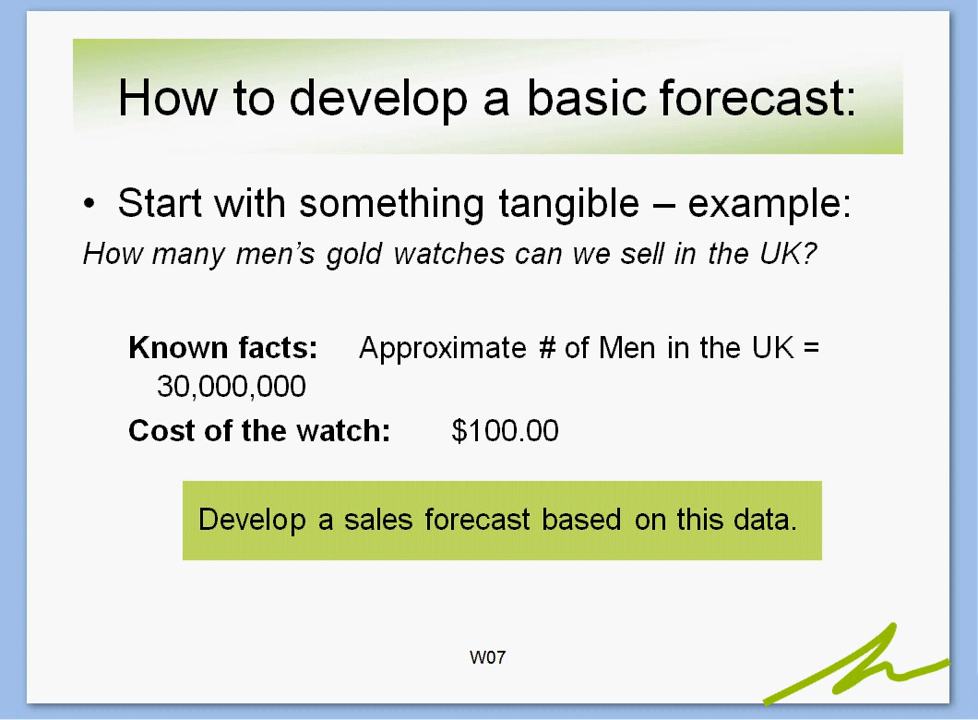 How to develop a basic forecast:
• Start with something tangible – example:
How many men’s gold watches can we sell in the UK?
Known facts: Approximate # of Men in the UK =
30,000,000
Cost of the watch: $100.00
Develop a sales forecast based on this data.
W07